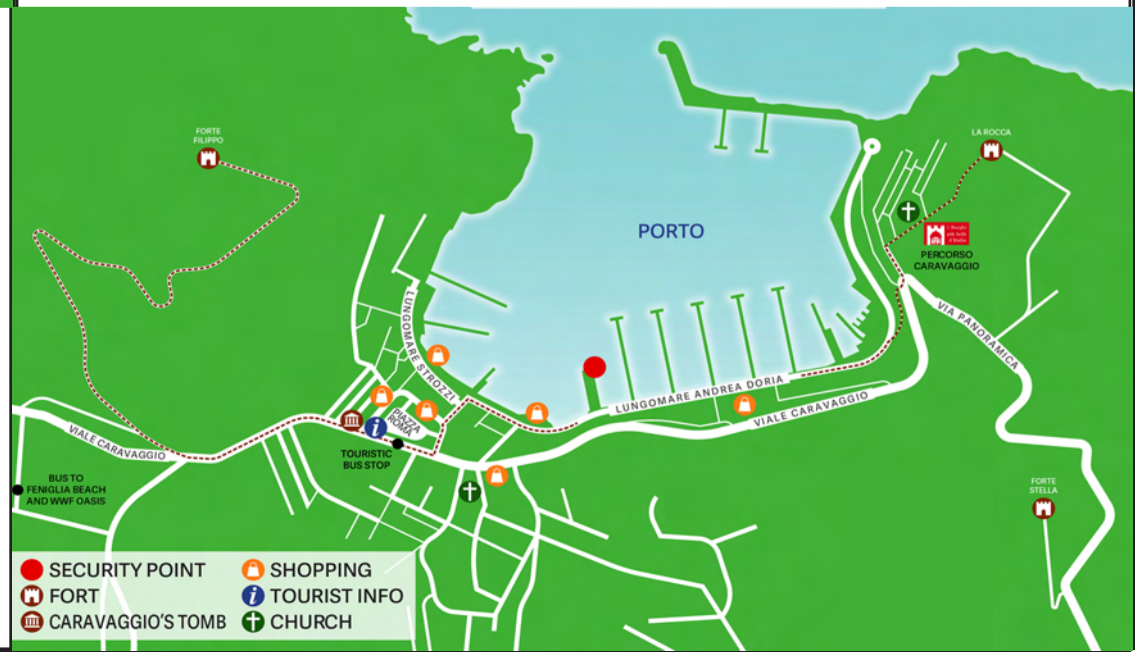 FORTE
FILIPPO
LA ROCCA
PORTO
PERCORSO
CARAVAGGIO
LUNGOMARE STROZZI
VIA PANORAMICA
LUNGOMARE ANDREA DORIA
VIALE CARAVAGGIO
PIAZZA
ROMA
VIALE CARAVAGGIO
TOURISTIC
BUS STOP
BUS TO
FENIGLIA BEACH
AND WWF OASIS
FORTE
STELLA
SECURITY POINT
SHOPPING
FORT
i TOURIST INFO
CARAVAGGIO'S TOMB
CHURCH